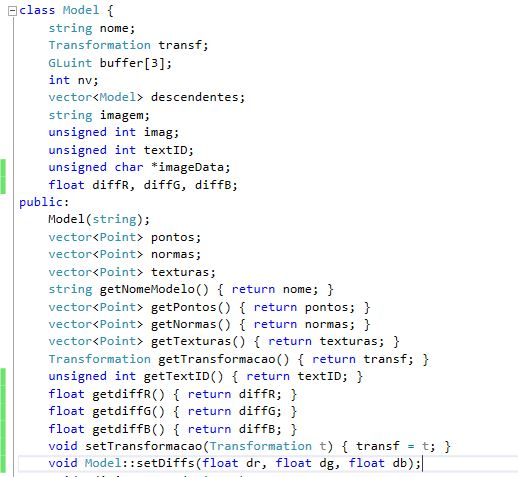 class Model {
string nome;
Transformation transf;
GLuint buffer[3];
int nv;
vector<Model> descendentes;
string imagem;
unsigned int imag;
unsigned int textID;
unsigned char *imageData;
float diffR, diffG, diffB;
public:
Model(string);
vector<Point> pontos;
vector<Point> normas;
vector<Point> texturas;
string getNomeModelo() { return nome; }
vector<Point> getPontos() { return pontos; }
vector<Point> getNormas() { return normas; }
vector<Point> getTexturas() { return texturas; }
Transformation getTransformacao() { return transf; }
unsigned int getTextID() { return textID; }
float getdiffR() { return diffR; }
float getdiffG() { return diffG; }
float getdiffB() { return diffB; }
void setTransformacao(Transformation t) { transf = t; }
void Model::setDiffs(float dr, float dg, float db);